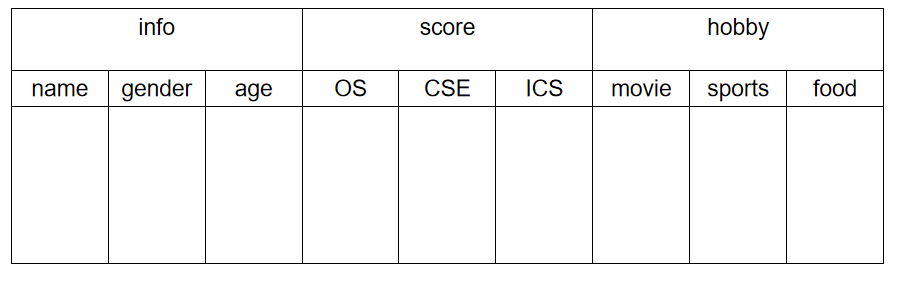 info score hobby
name gender age OS CSE ICS movie sports food